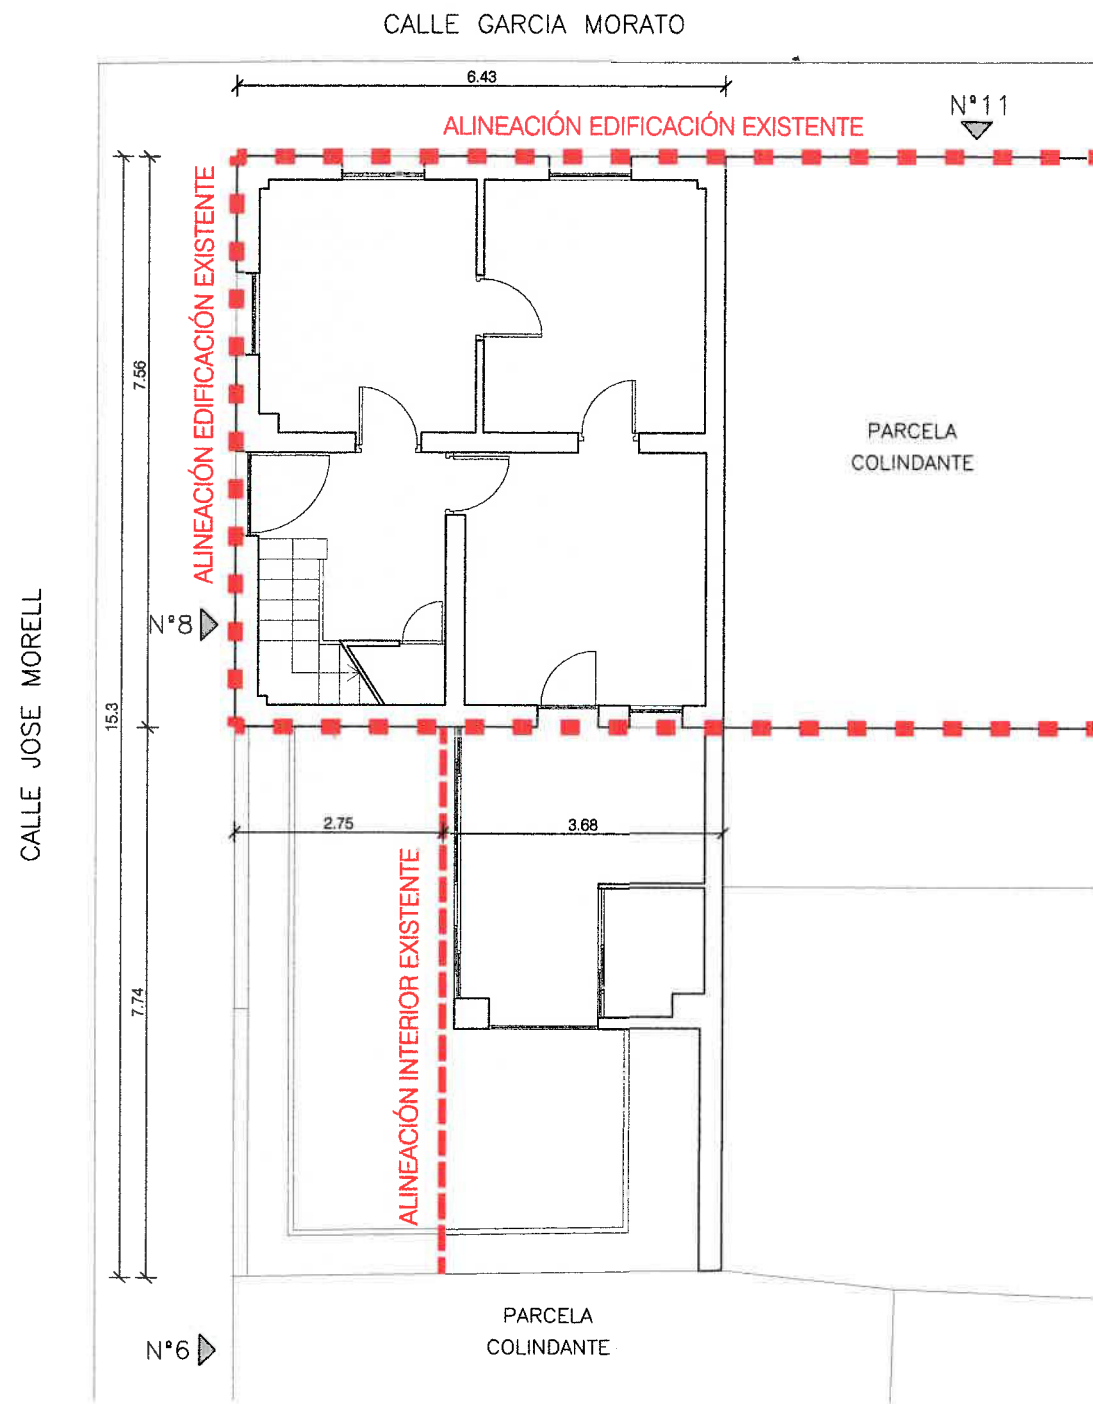 CALLE GARCIA MORATO
6.43
Nº11
ALINEACIÓN EDIFICACIÓN EXISTENTE
ALINEACIÓN EDIFICACIÓN EXISTENTE
7.56
PARCELA
COLINDANTE
Nº8
CALLE JOSE MORELL
15.3
2.75
3.68
ALINEACIÓN INTERIOR EXISTENTE
7.74
PARCELA
COLINDANTE
Nº6